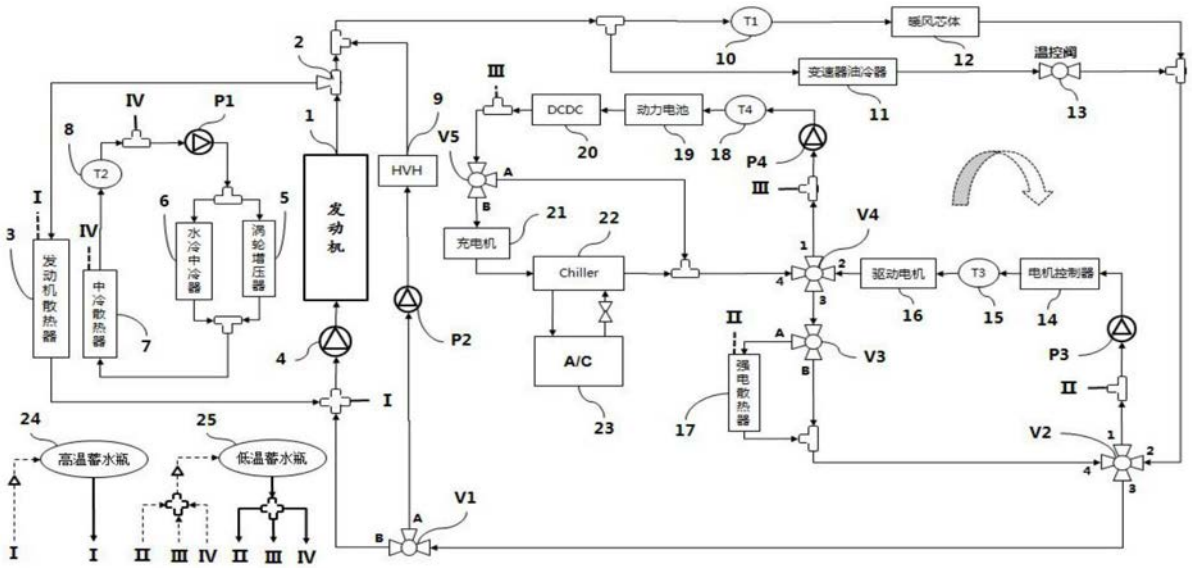 T1
10
暖风芯体
12
2
温控阀
变速器油冷器
11
13
Ⅲ
Ⅳ
P1
9
1
DCDC
20
动力电池
19
T4
18
P4
8
T2
V5
A
B
HVH
Ⅲ
Ⅰ
Ⅳ
6
水冷中冷器
5
涡轮增压器
发动机
21
充电机
22
Chiller
V4
1
2
3
4
驱动电机
16
T3
15
电机控制器
14
3
发动机散热器
中冷散热器
7
4
P2
A/C
23
Ⅱ
A
B
V3
P3
强电散热器
17
Ⅱ
Ⅰ
24
高温蓄水瓶
25
低温蓄水瓶
V2
1
2
3
4
A
B
V1
Ⅰ
Ⅰ
Ⅱ
Ⅲ
Ⅳ
Ⅱ
Ⅲ
Ⅳ